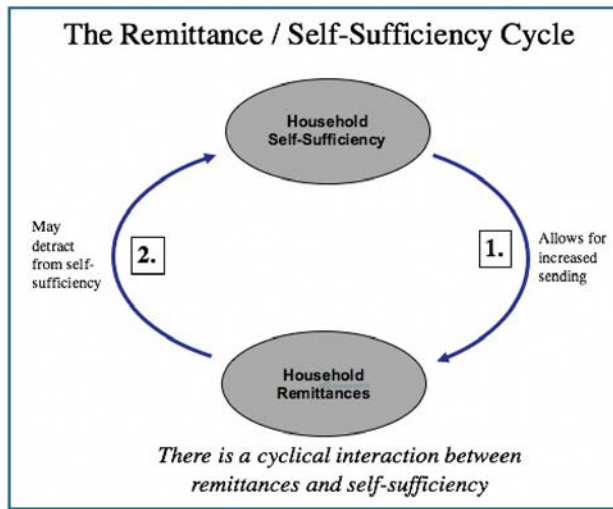 The Remittance / Self-Sufficiency Cycle
Household
Self-Sufficiency
May
detract
from self-
sufficiency
2.
1.
Allows for
increased
sending
Household
Remittances
There is a cyclical interaction between
remittances and self-sufficiency